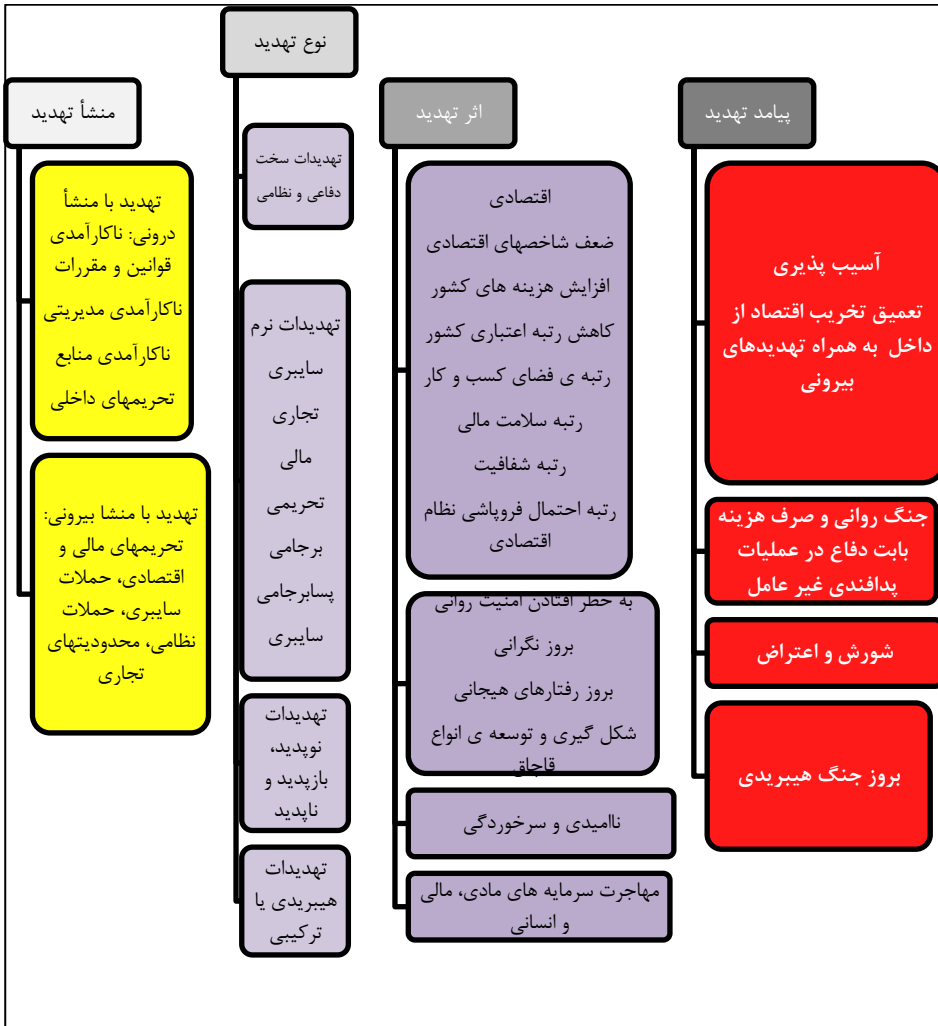 نوع تهدید
تهدیدات سخت
دفاعی و نظامی
تهدیدات نرم
سایبری
تجاری
مالی
تحریمی
برجامی
پسابرجامی
سایبری
تهدیدات
نوپدید،
بازپدید و
ناپدید
تهدیدات
هیبریدی یا
ترکیبی
منشأ تهدید
تهدید با منشأ
درونی: ناکارآمدی
قوانین و مقررات
ناکارآمدی مدیریتی
ناکارآمدی منابع
تحریمهای داخلی
تهدید با منشا بیرونی:
تحریمهای مالی و
اقتصادی، حملات
سایبری، حملات
نظامی، محدودیتهای
تجاری
اثر تهدید
اقتصادی
ضعف شاخصهای اقتصادی
افزایش هزینه های کشور
کاهش رتبه اعتباری کشور
رتبه ی فضای کسب و کار
رتبه سلامت مالی
رتبه شفافیت
رتبه احتمال فروپاشی نظام
اقتصادی
به خطر افتادن امنیت روانی
بروز نگرانی
بروز رفتارهای هیجانی
شکل گیری و توسعه ی انواع
قاچاق
ناامیدی و سرخوردگی
مهاجرت سرمایه های مادی، مالی
و انسانی
پیامد تهدید
آسیب پذیری
تعمیق تخریب اقتصاد از
داخل به همراه تهدیدهای
بیرونی
جنگ روانی و صرف هزینه
بابت دفاع در عملیات
پدافندی غیر عامل
شورش و اعتراض
بروز جنگ هیبریدی